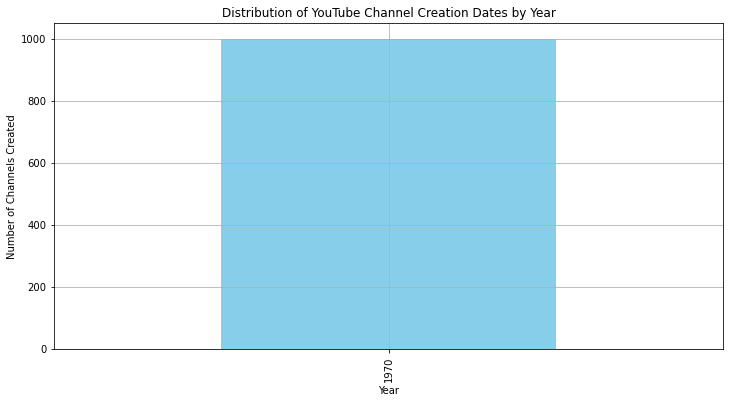 Distribution of YouTube Channel Creation Dates by Year
Number of Channels Created
1000
800
600
400
200
0
1970
Year